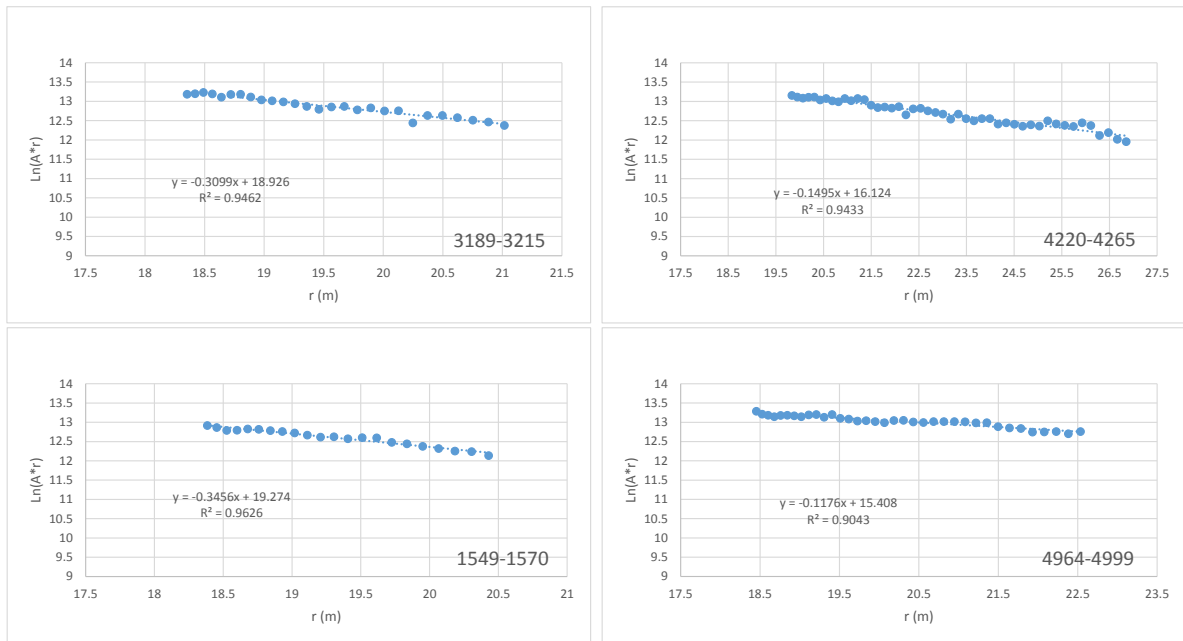 14
13.5
13
12.5
12
11.5
11
10.5
10
9.5
9
Ln(A*r)
y = -0.3099x + 18.926
R² = 0.9462
3189-3215
17.5 18 18.5 19 19.5 20 20.5 21 21.5
r (m)
14
13.5
13
12.5
12
11.5
11
10.5
10
9.5
9
Ln(A*r)
y = -0.1495x + 16.124
R² = 0.9433
4220-4265
17.5 18.5 19.5 20.5 21.5 22.5 23.5 24.5 25.5 26.5 27.5
r (m)
14
13.5
13
12.5
12
11.5
11
10.5
10
9.5
9
Ln(A*r)
y = -0.3456x + 19.274
R² = 0.9626
1549-1570
17.5 18 18.5 19 19.5 20 20.5 21
r (m)
14
13.5
13
12.5
12
11.5
11
10.5
10
9.5
9
Ln(A*r)
y = -0.1176x + 15.408
R² = 0.9043
4964-4999
17.5 18.5 19.5 20.5 21.5 22.5 23.5
r (m)